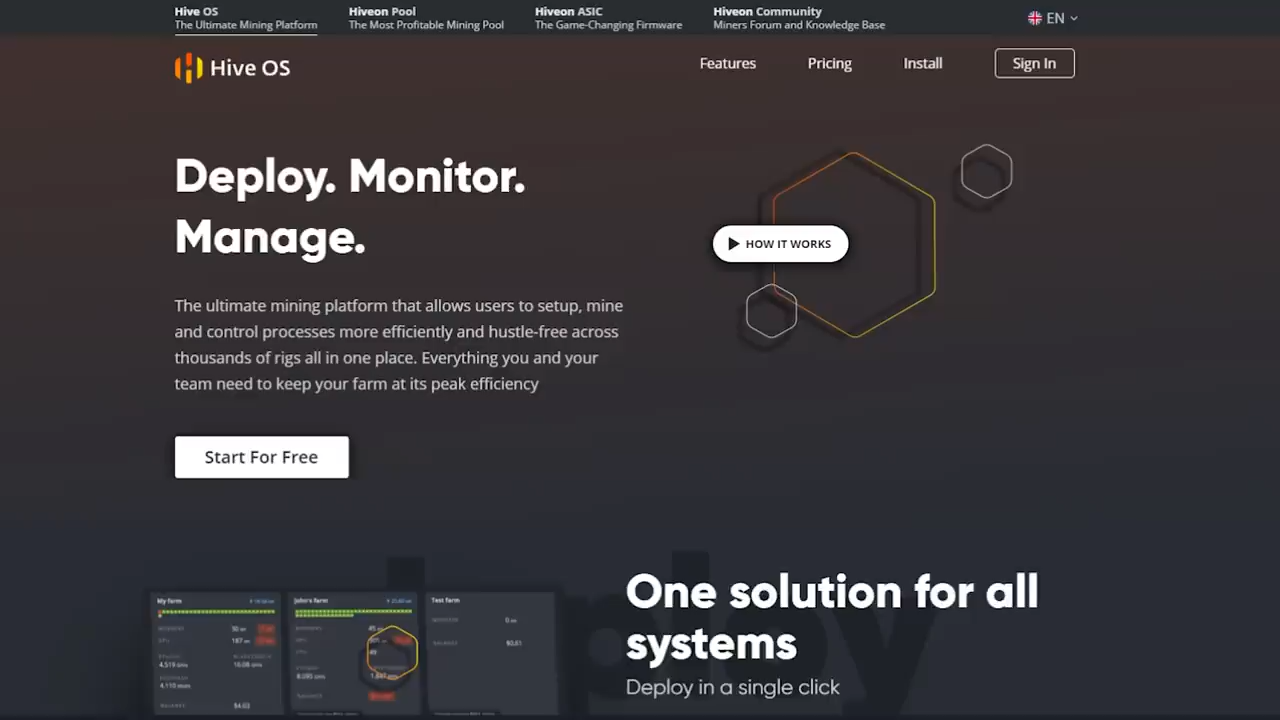 Hive OS
The Ultimate Mining Platform
Hiveon Pool
The Most Profitable Mining Pool
Hiveon ASIC
The Game-Changing Firmware
Hiveon Community
Miners Forum and Knowledge Base
EN
Hive OS
Features
Pricing
Install
Sign In
Deploy. Monitor.
Manage.
HOW IT WORKS
The ultimate mining platform that allows users to setup, mine
and control processes more efficiently and hustle-free across
thousands of rigs all in one place. Everything you and your
team need to keep your farm at its peak efficiency
Start For Free
My farm
Test farm
One solution for all
systems
Deploy in a single click